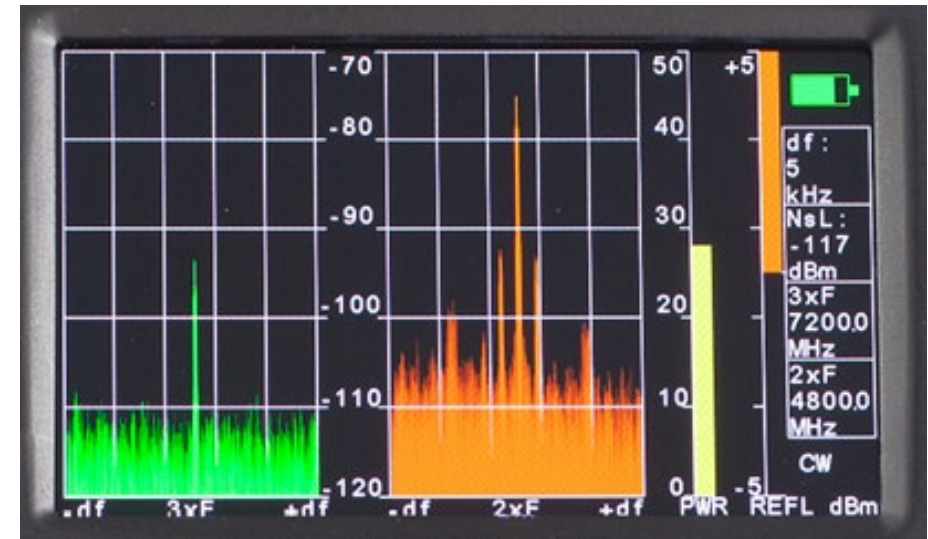 -70
-80
-90
-100
-110
-120
50
40
30
20
10
0
+5
-5
df:
5
kHz
NsL:
-117
dBm
3xF
7200.0
MHz
2xF
4800.0
MHz
CW
-df 3xF +df
-df 2xF +df
PWR REFL dBm